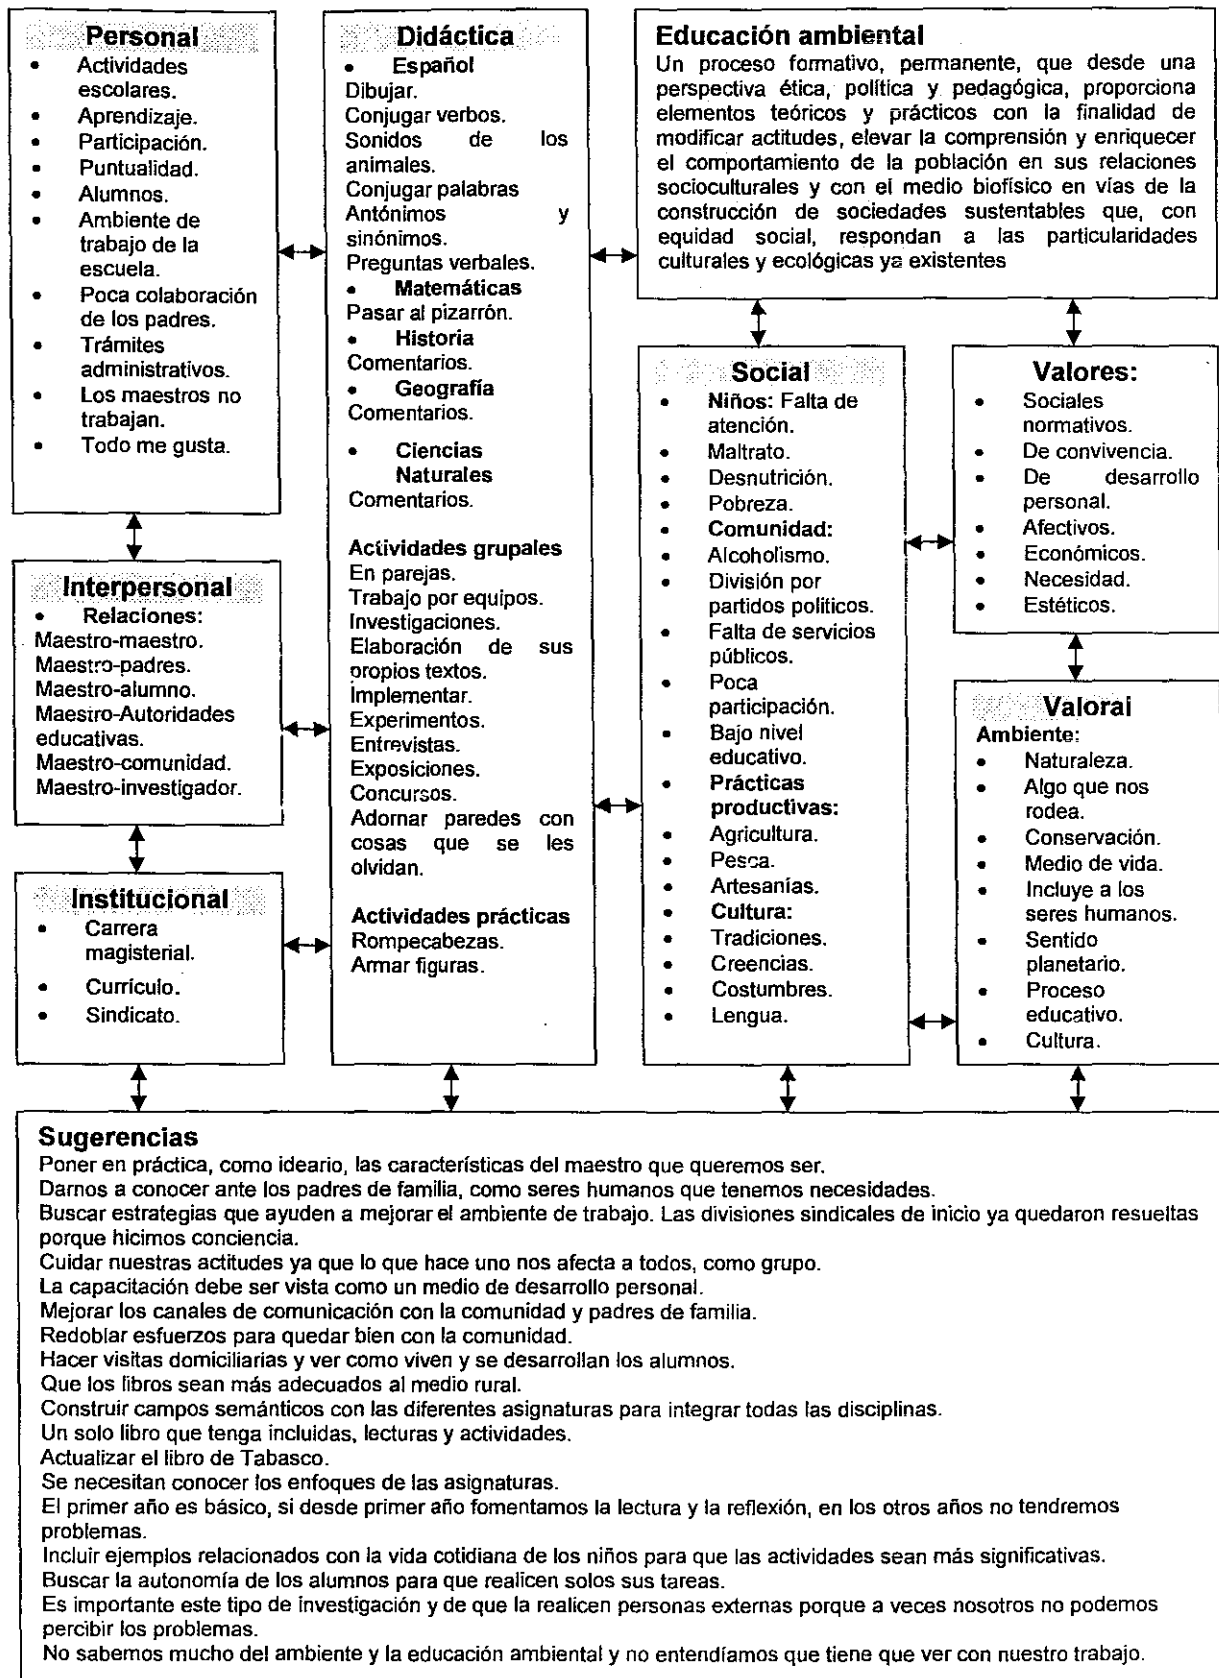 Personal
• Actividades
escolares.
• Aprendizaje.
• Participación.
• Puntualidad.
• Alumnos.
• Ambiente de
trabajo de la
escuela.
• Poca colaboración
de los padres.
• Trámites
administrativos.
• Los maestros no
trabajan.
• Todo me gusta.
Interpersonal
• Relaciones:
Maestro-maestro.
Maestro-padres.
Maestro-alumno.
Maestro-Autoridades
educativas.
Maestro-comunidad.
Maestro-investigador.
Institucional
• Carrera
magisterial.
• Currículo.
• Sindicato.
Didáctica
• Español
Dibujar.
Conjugar verbos.
Sonidos de los
animales.
Conjugar palabras
Antónimos y
sinónimos.
Preguntas verbales.
• Matemáticas
Pasar al pizarrón.
• Historia
Comentarios.
• Geografía
Comentarios.
• Ciencias
Naturales
Comentarios.
Actividades grupales
En parejas.
Trabajo por equipos.
Investigaciones.
Elaboración de sus
propios textos.
Implementar.
Experimentos.
Entrevistas.
Exposiciones.
Concursos.
Adornar paredes con
cosas que se les
olvidan.
Actividades prácticas
Rompecabezas.
Armar figuras.
Educación ambiental
Un proceso formativo, permanente, que desde una
perspectiva ética, política y pedagógica, proporciona
elementos teóricos y prácticos con la finalidad de
modificar actitudes, elevar la comprensión y enriquecer
el comportamiento de la población en sus relaciones
socioculturales y con el medio biofísico en vías de la
construcción de sociedades sustentables que, con
equidad social, respondan a las particularidades
culturales y ecológicas ya existentes
Social
• Niños: Falta de
atención.
• Maltrato.
• Desnutrición.
• Pobreza.
• Comunidad:
• Alcoholismo.
• División por
partidos políticos.
• Falta de servicios
públicos.
• Poca
participación.
• Bajo nivel
educativo.
• Prácticas
productivas:
• Agricultura.
• Pesca.
• Artesanías.
• Cultura:
• Tradiciones.
• Creencias.
• Costumbres.
• Lengua.
Valores:
• Sociales
normativos.
• De convivencia.
• De desarrollo
personal.
• Afectivos.
• Económicos.
• Necesidad.
• Estéticos.
Valoral
Ambiente:
• Naturaleza.
• Algo que nos
rodea.
• Conservación.
• Medio de vida.
• Incluye a los
seres humanos.
• Sentido
planetario.
• Proceso
educativo.
• Cultura.
Sugerencias
Poner en práctica, como ideario, las características del maestro que queremos ser.
Darnos a conocer ante los padres de familia, como seres humanos que tenemos necesidades.
Buscar estrategias que ayuden a mejorar el ambiente de trabajo. Las divisiones sindicales de inicio ya quedaron resueltas
porque hicimos conciencia.
Cuidar nuestras actitudes ya que lo que hace uno nos afecta a todos, como grupo.
La capacitación debe ser vista como un medio de desarrollo personal.
Mejorar los canales de comunicación con la comunidad y padres de familia.
Redoblar esfuerzos para quedar bien con la comunidad.
Hacer visitas domiciliarias y ver como viven y se desarrollan los alumnos.
Que los libros sean más adecuados al medio rural.
Construir campos semánticos con las diferentes asignaturas para integrar todas las disciplinas.
Un solo libro que tenga incluidas, lecturas y actividades.
Actualizar el libro de Tabasco.
Se necesitan conocer los enfoques de las asignaturas.
El primer año es básico, si desde primer año fomentamos la lectura y la reflexión, en los otros años no tendremos
problemas.
Incluir ejemplos relacionados con la vida cotidiana de los niños para que las actividades sean más significativas.
Buscar la autonomía de los alumnos para que realicen solos sus tareas.
Es importante este tipo de investigación y de que la realicen personas externas porque a veces nosotros no podemos
percibir los problemas.
No sabemos mucho del ambiente y la educación ambiental y no entendíamos que tiene que ver con nuestro trabajo.